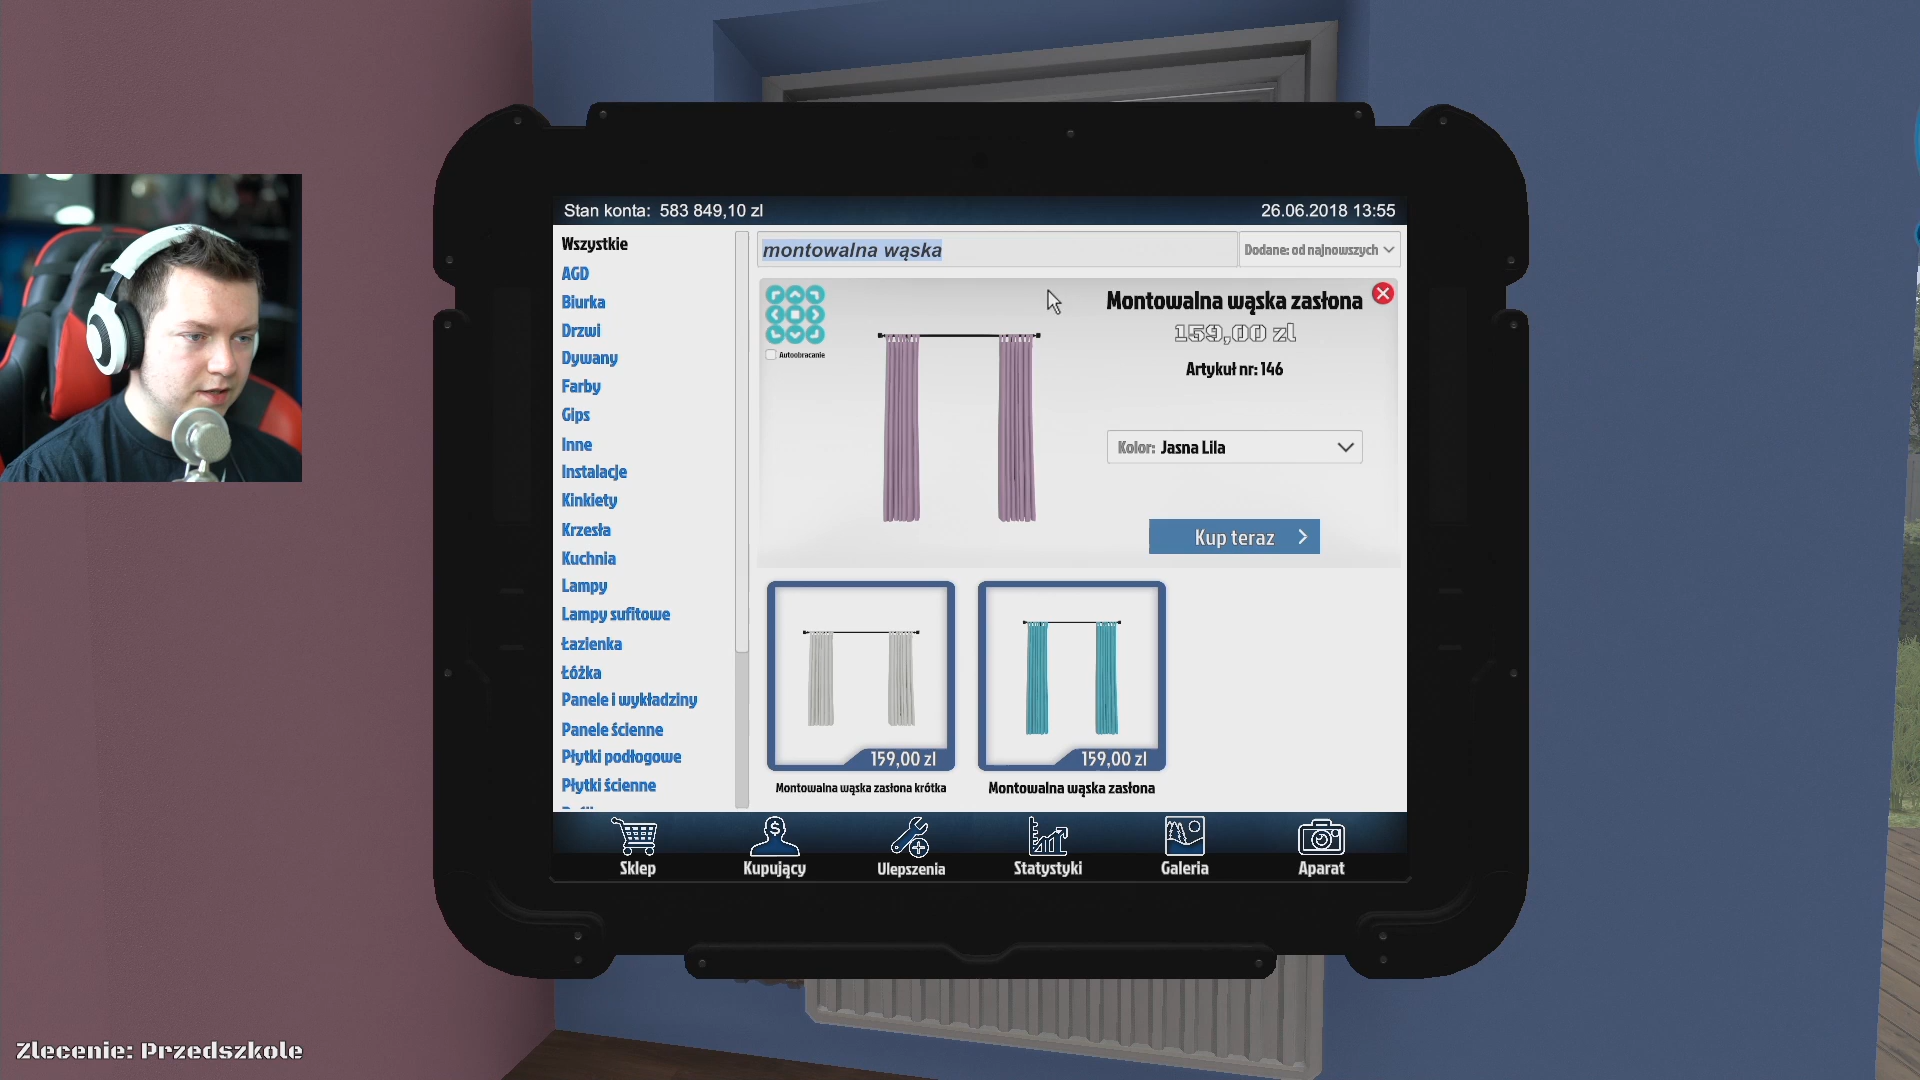 Stan konta: 583 849,10 zl
26.06.2018 13:55
Wszystkie
AGD
Biurka
Drzwi
Dywany
Farby
Gips
Inne
Instalacje
Kinkiety
Krzesła
Kuchnia
Lampy
Lampy sufitowe
Łazienka
Łóżka
Panele i wykładziny
Panele ścienne
Płytki podłogowe
Płytki ścienne
montowalna wąska
Dodane: od najnowszych
Autoobracanie
Montowalna wąska zasłona
159,00 zl
Artykuł nr: 146
Kolor: Jasna Lila
Kup teraz
159,00 zl
Montowalna wąska zasłona krótka
159,00 zl
Montowalna wąska zasłona
Sklep
Kupujący
Ulepszenia
Statystyki
Galeria
Aparat
Zlecenie: Przedszkole